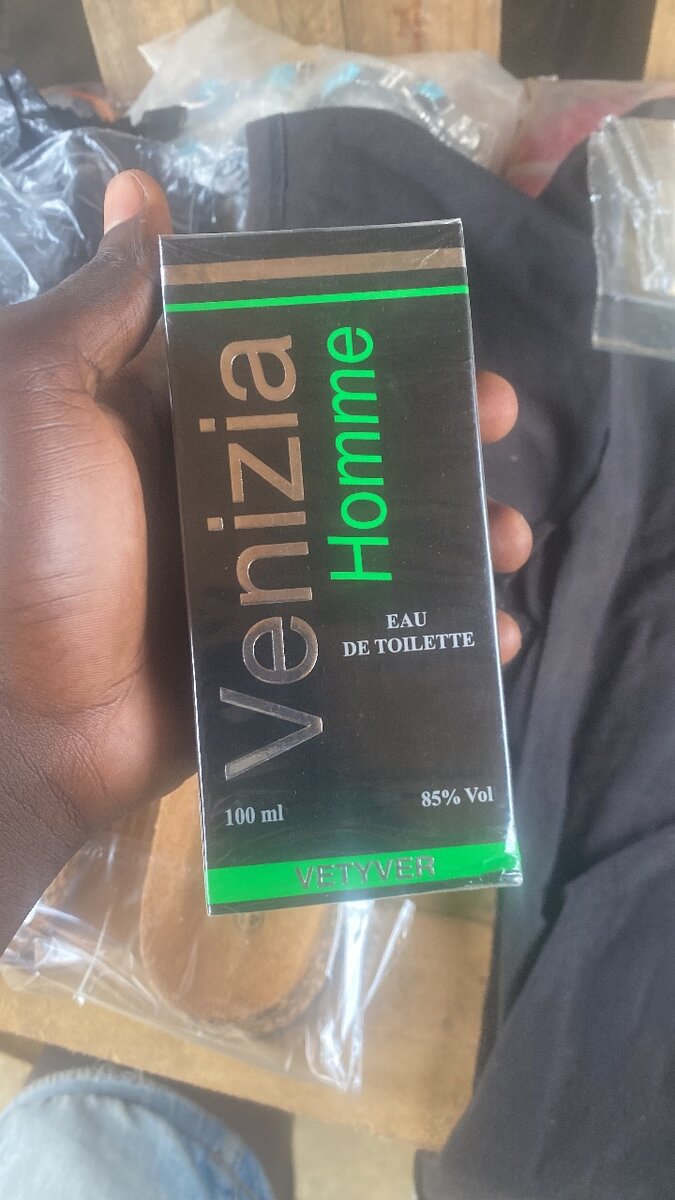 Venizia
Homme
EAU
DE TOILETTE
100 ml
85% Vol
VETYVER